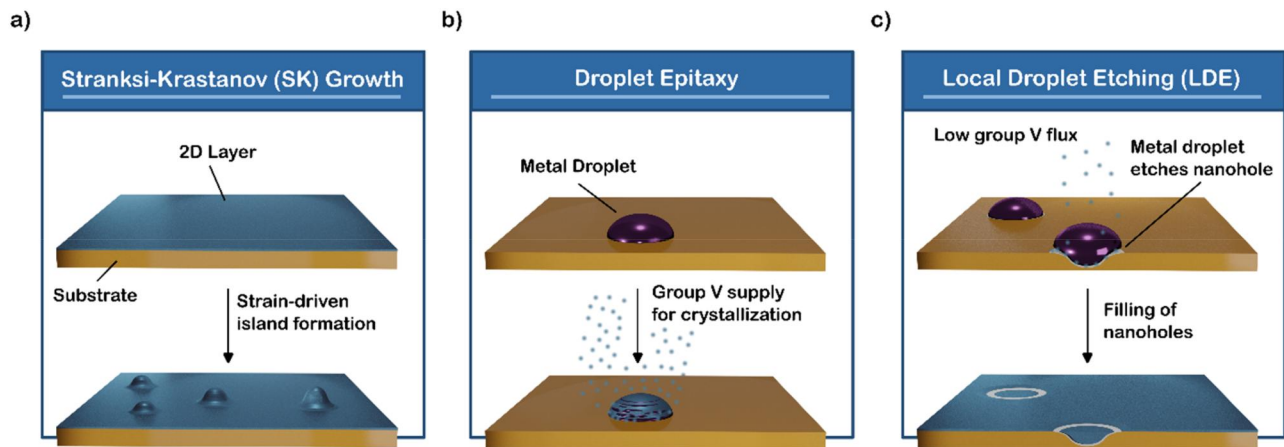 a)
Stranksi-Krastanov (SK) Growth
2D Layer
Substrate
Strain-driven
island formation
b)
Droplet Epitaxy
Metal Droplet
Group V supply
for crystallization
c)
Local Droplet Etching (LDE)
Low group V flux
Metal droplet
etches nanohole
Filling of
nanoholes